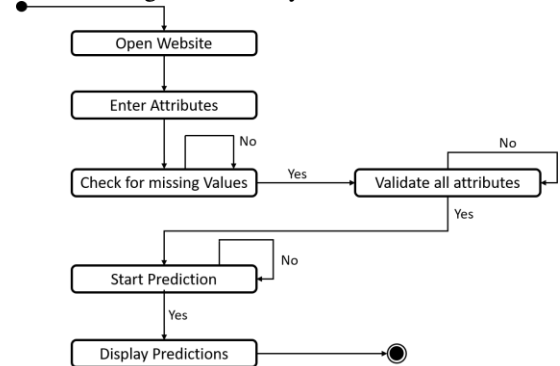 Open Website
Enter Attributes
No
Check for missing Values
Yes
No
Validate all attributes
Yes
No
Start Prediction
Yes
Display Predictions